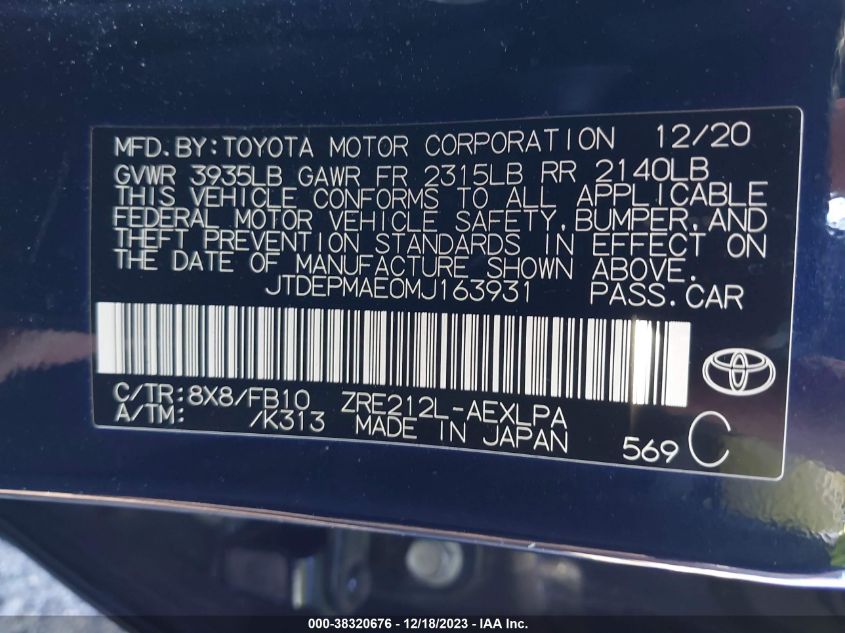 MFD.BY:TOYOTA MOTOR CORPORATION 12/20
GVWR 3935LB GAWR FR 2315LB RR 2140LB
THIS VEHICLE CONFORMS TO ALL APPLICABLE
FEDERAL MOTOR VEHICLE SAFETY,BUMPER,AND
THEFT PREVENTION STANDARDS IN EFFECT ON
THE DATE OF MANUFACTURE SHOWN ABOVE.
JTDEPMAE0MJ163931 PASS.CAR
C/TR:8X8/FB10 ZRE212L-AEXLPA
A/TM: /K313 MADE IN JAPAN 569 C
000-38320676 - 12/18/2023 - IAA Inc.